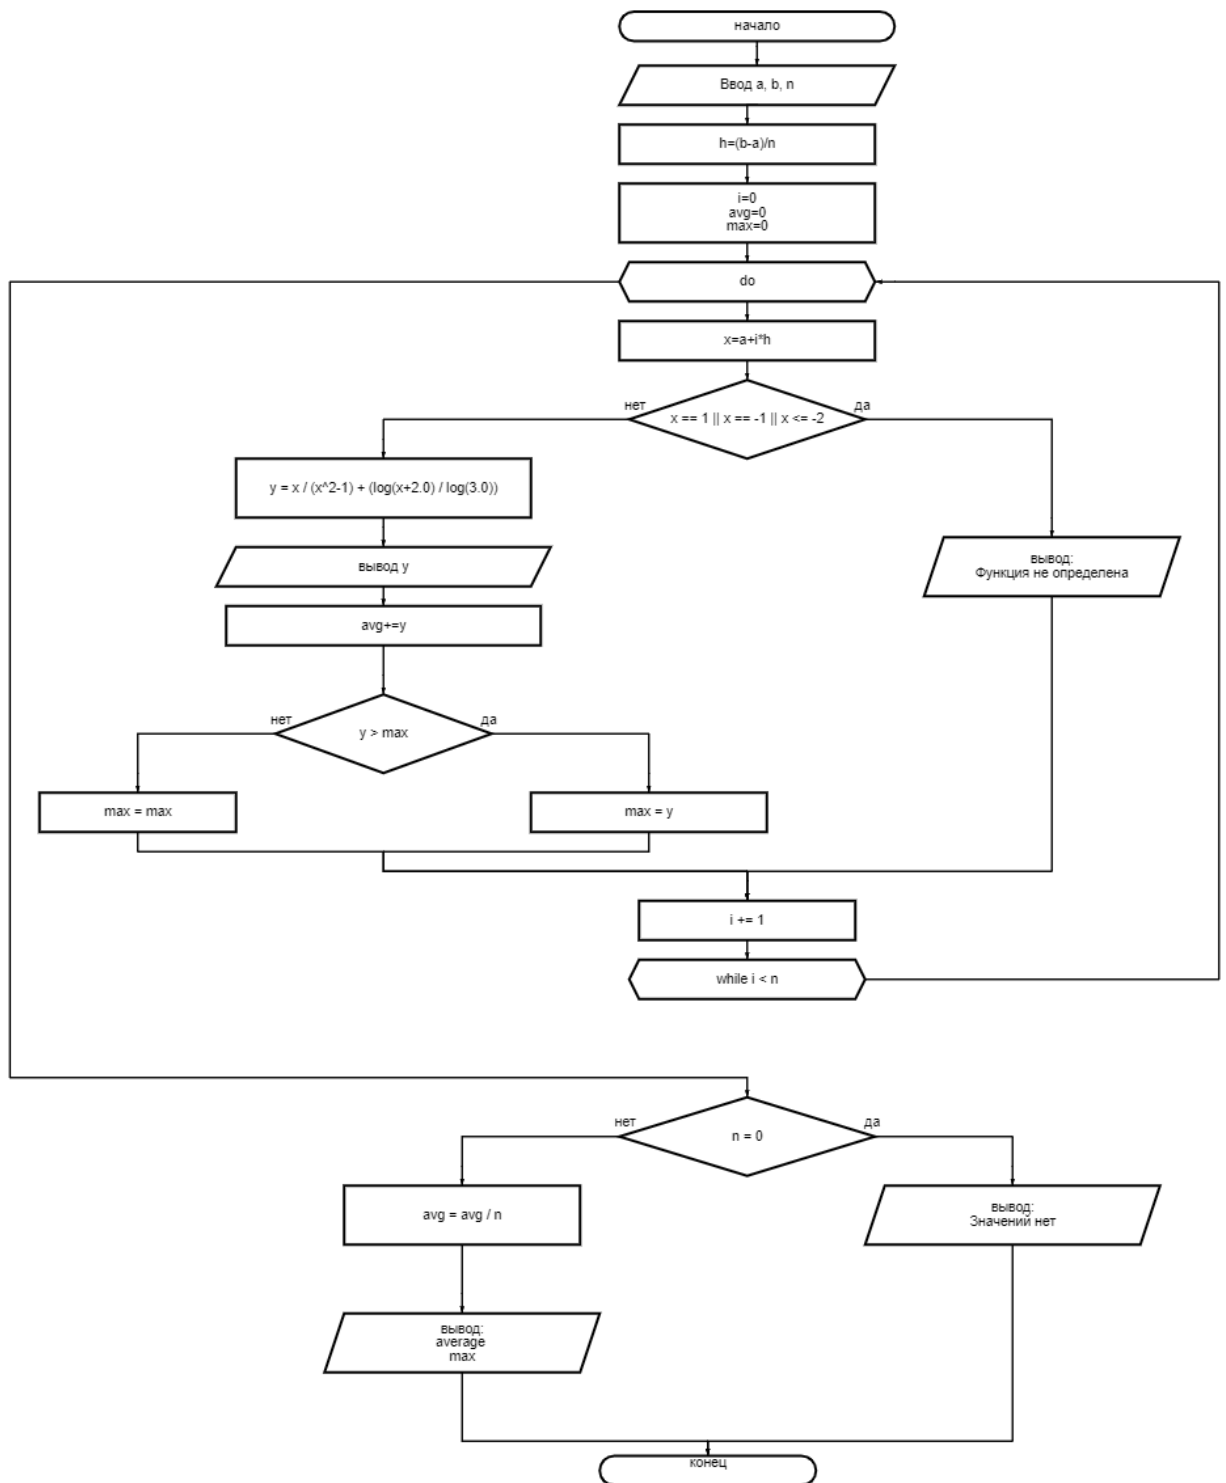 начало
Ввод a, b, n
h=(b-a)/n
i=0
avg=0
max=0
do
x=a+i*h
нет
x == 1 || x == -1 || x <= -2
да
y = x / (x^2-1) + (log(x+2.0) / log(3.0))
вывод y
вывод:
Функция не определена
avg+=y
нет
y > max
да
max = max
max = y
i += 1
while i < n
нет
n = 0
да
avg = avg / n
вывод:
Значений нет
вывод:
average
max
конец